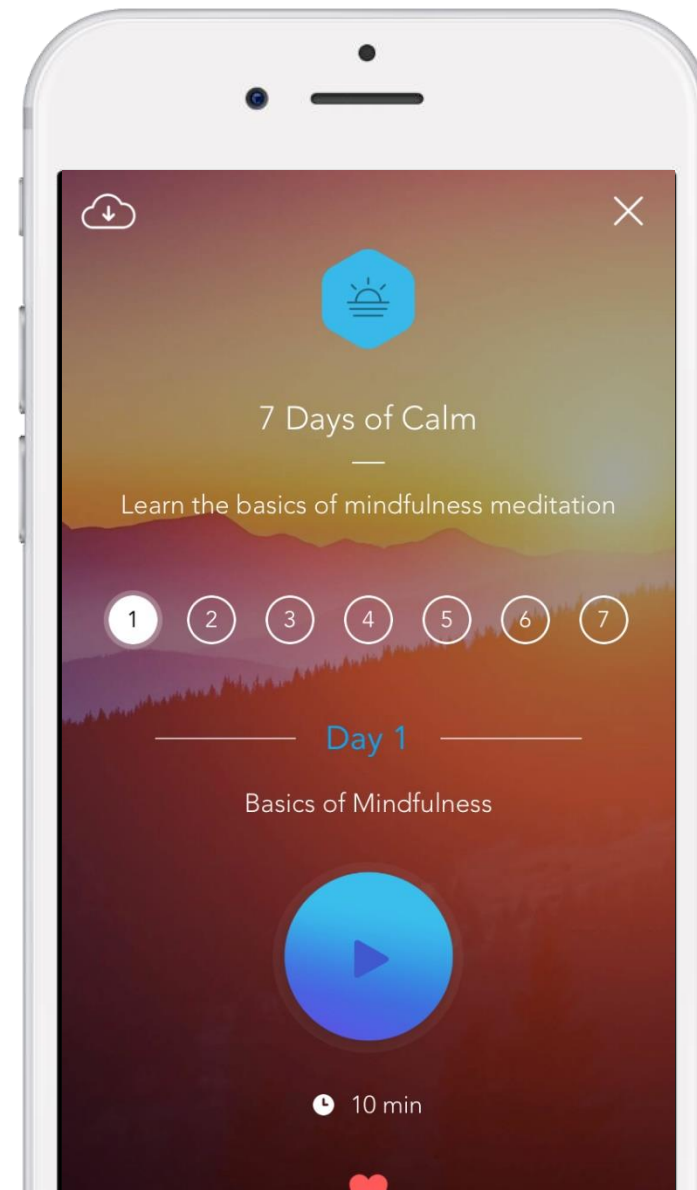 7 Days of Calm
Learn the basics of mindfulness meditation
1 2 3 4 5 6 7
Day 1
Basics of Mindfulness
10 min